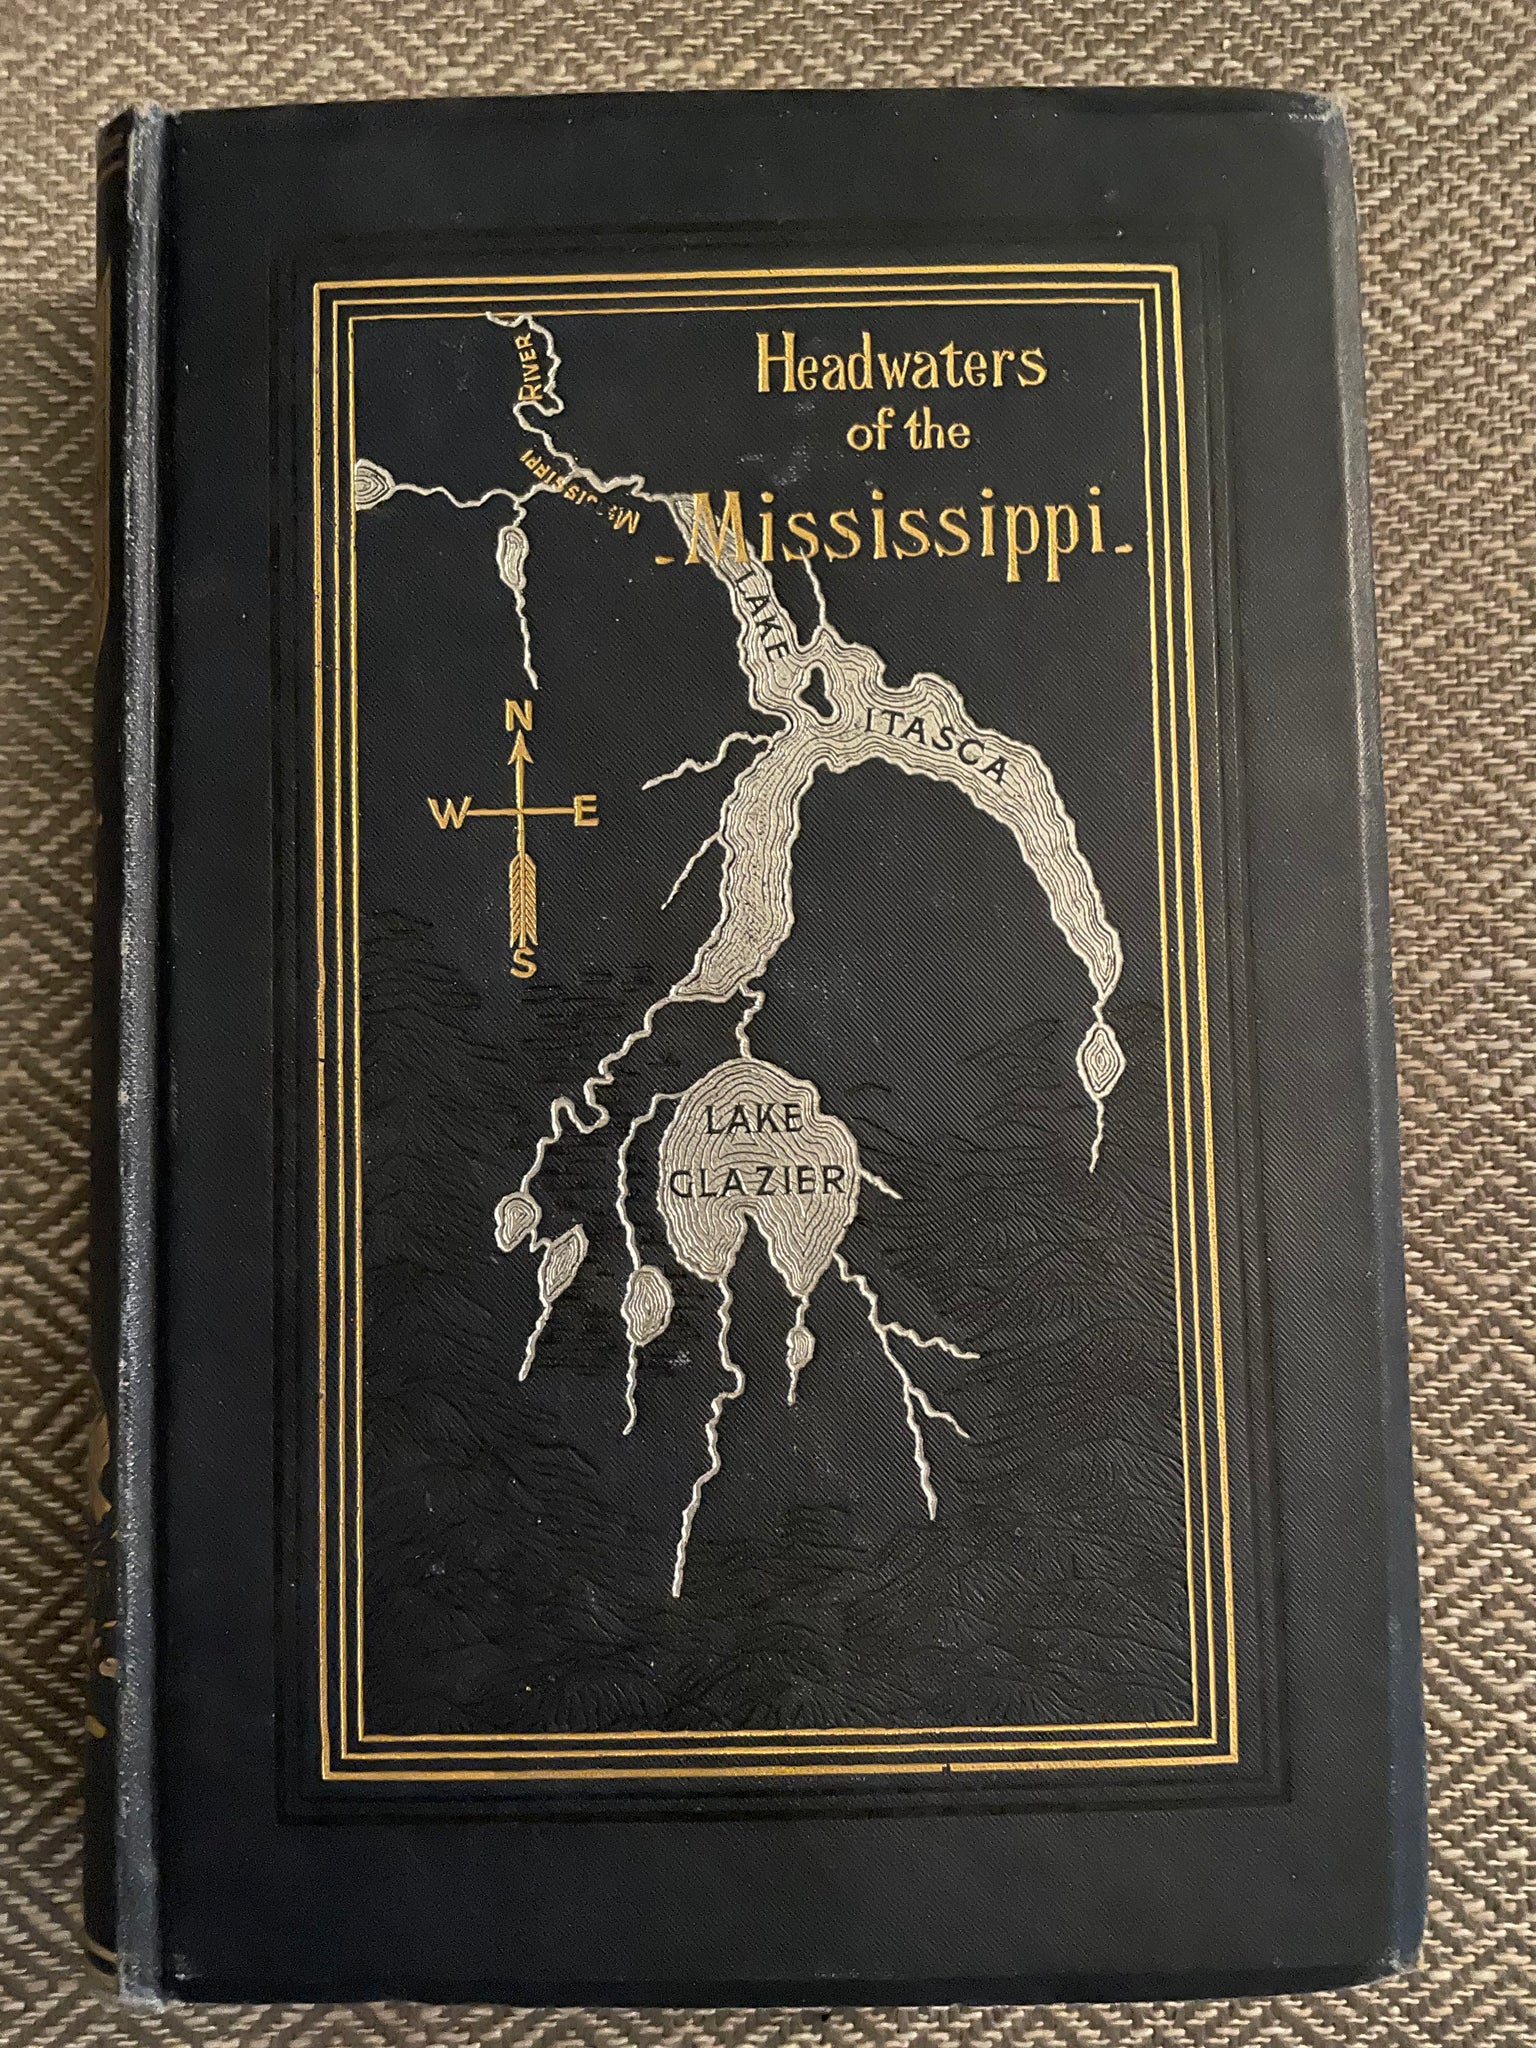 Headwaters
of the
Mississippi
RIVER
MISSISSIPPI
LAKE
ITASCA
N
W E
S
LAKE
GLAZIER